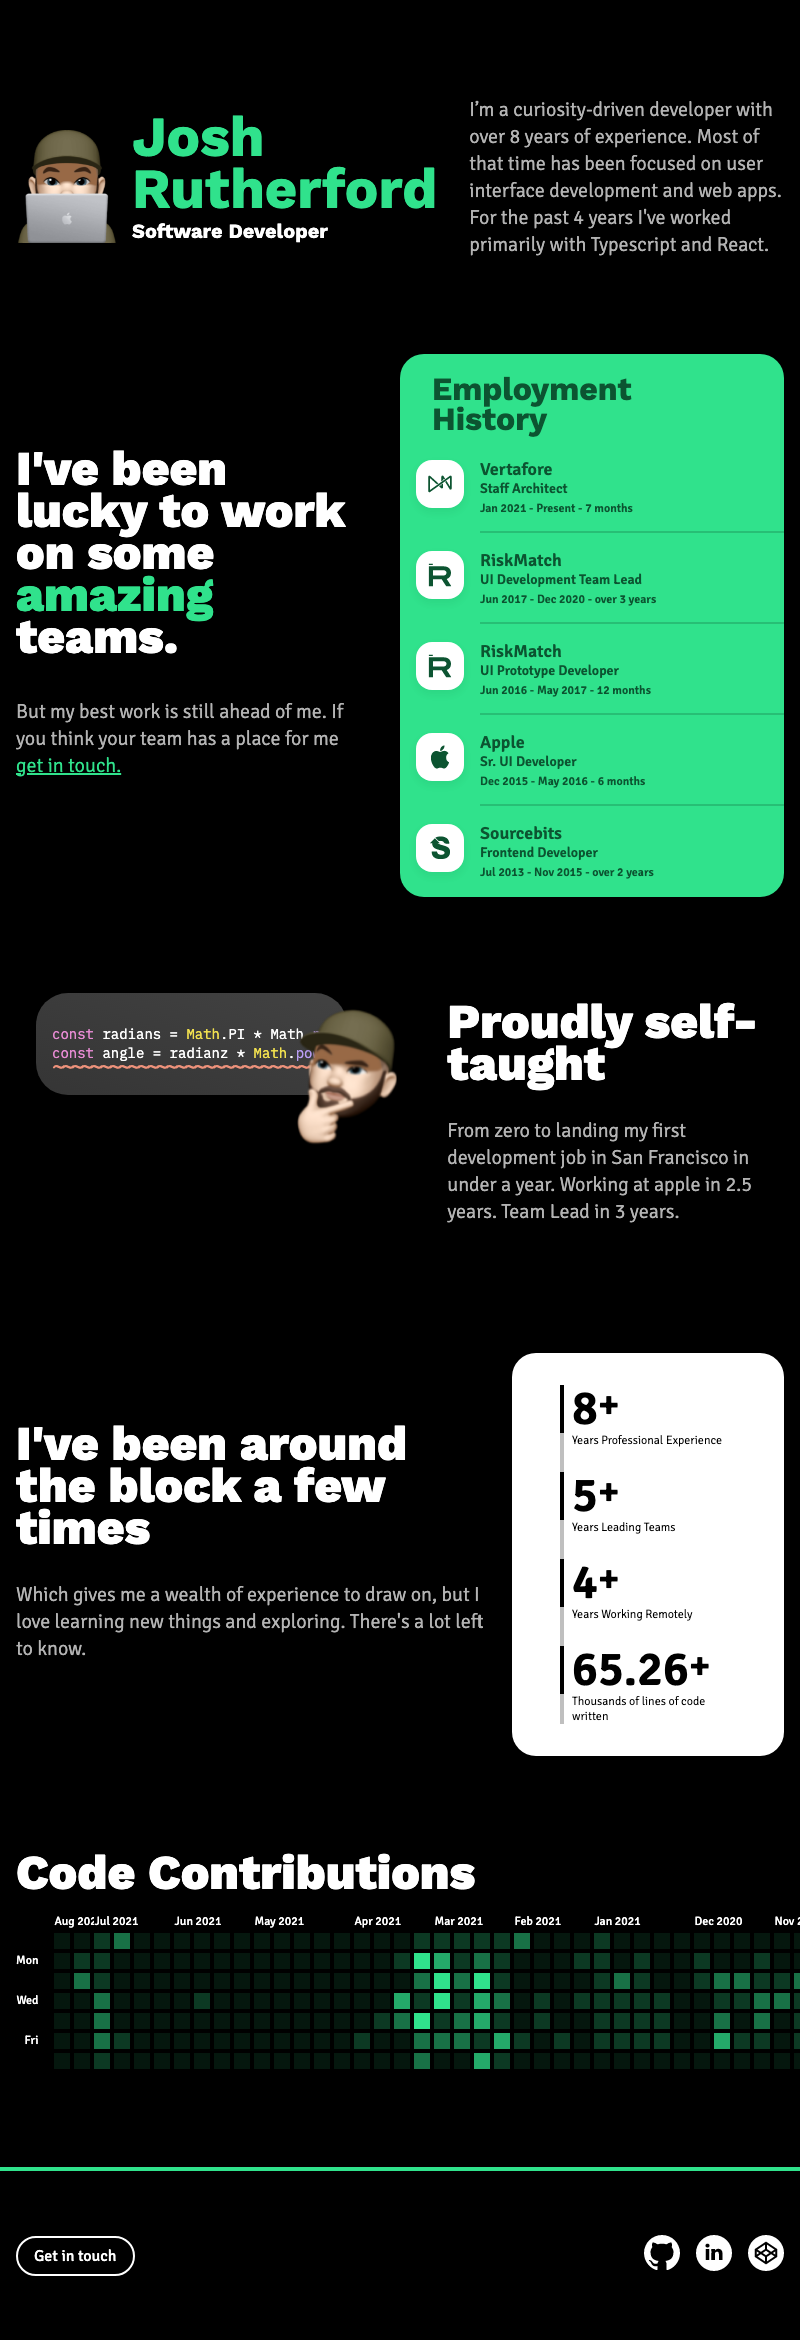 Josh
Rutherford
Software Developer
I’m a curiosity-driven developer with
over 8 years of experience. Most of
that time has been focused on user
interface development and web apps.
For the past 4 years I've worked
primarily with Typescript and React.
I've been
lucky to work
on some
amazing
teams.
But my best work is still ahead of me. If
you think your team has a place for me
get in touch.
Employment
History
Vertafore
Staff Architect
Jan 2021 - Present - 7 months
RiskMatch
UI Development Team Lead
Jun 2017 - Dec 2020 - over 3 years
RiskMatch
UI Prototype Developer
Jun 2016 - May 2017 - 12 months
Apple
Sr. UI Developer
Dec 2015 - May 2016 - 6 months
Sourcebits
Frontend Developer
Jul 2013 - Nov 2015 - over 2 years
const radians = Math.PI * Math
const angle = radianz * Math.po
Proudly self-
taught
From zero to landing my first
development job in San Francisco in
under a year. Working at apple in 2.5
years. Team Lead in 3 years.
I've been around
the block a few
times
Which gives me a wealth of experience to draw on, but I
love learning new things and exploring. There's a lot left
to know.
8+
Years Professional Experience
5+
Years Leading Teams
4+
Years Working Remotely
65.26+
Thousands of lines of code
written
Code Contributions
Aug 202 Jul 2021 Jun 2021 May 2021 Apr 2021 Mar 2021 Feb 2021 Jan 2021 Dec 2020 Nov 2
Mon
Wed
Fri
Get in touch
in